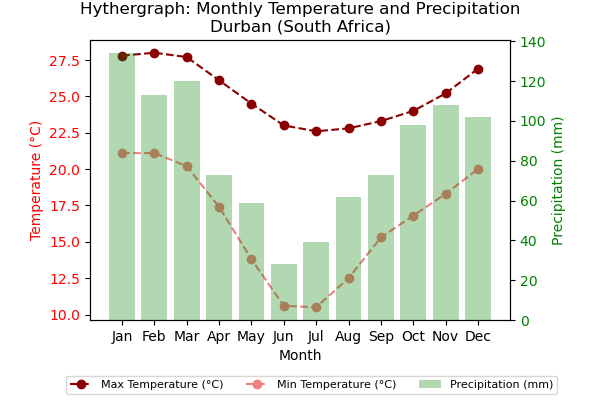 Hythergraph: Monthly Temperature and Precipitation
Durban (South Africa)
27.5
25.0
22.5
20.0
17.5
15.0
12.5
10.0
Temperature (°C)
140
120
100
80
60
40
20
0
Precipitation (mm)
Jan Feb Mar Apr May Jun Jul Aug Sep Oct Nov Dec
Month
Max Temperature (°C) Min Temperature (°C) Precipitation (mm)